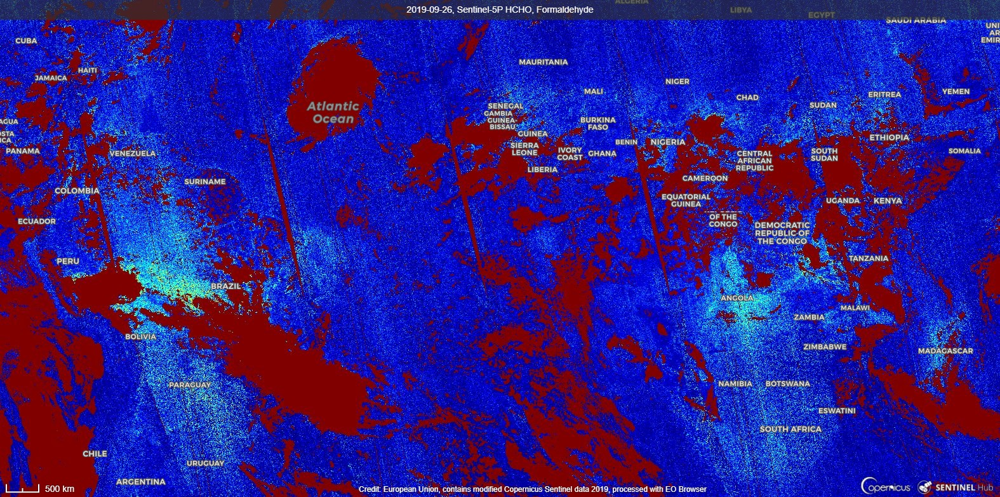 ALGERIA
2019-09-26, Sentinel-5P HCHO, Formaldehyde
LIBYA
EGYPT
SAUDI ARABIA
UNI
AR
EMIR
CUBA
MAURITANIA
HAITI
JAMAICA
NIGER
MALI
YEMEN
ERITREA
CHAD
SUDAN
Atlantic
Ocean
SENEGAL
GAMBIA
GUINEA-
BISSAU
BURKINA
FASO
AGUA
OSTA
ICA
GUINEA
ETHIOPIA
BENIN
NIGERIA
PANAMA
VENEZUELA
SIERRA
LEONE
IVORY
COAST
GHANA
CENTRAL
AFRICAN
REPUBLIC
SOUTH
SUDAN
SOMALIA
LIBERIA
CAMEROON
SURINAME
COLOMBIA
EQUATORIAL
GUINEA
UGANDA
KENYA
ECUADOR
OF THE
CONGO
DEMOCRATIC
REPUBLIC OF
THE CONGO
PERU
TANZANIA
BRAZIL
ANGOLA
MALAWI
ZAMBIA
BOLIVIA
ZIMBABWE
MADAGASCAR
PARAGUAY
NAMIBIA
BOTSWANA
ESWATINI
SOUTH AFRICA
CHILE
URUGUAY
ARGENTINA
500 km
Credit: European Union, contains modified Copernicus Sentinel data 2019, processed with EO Browser
opernicus
SENTINEL Hub